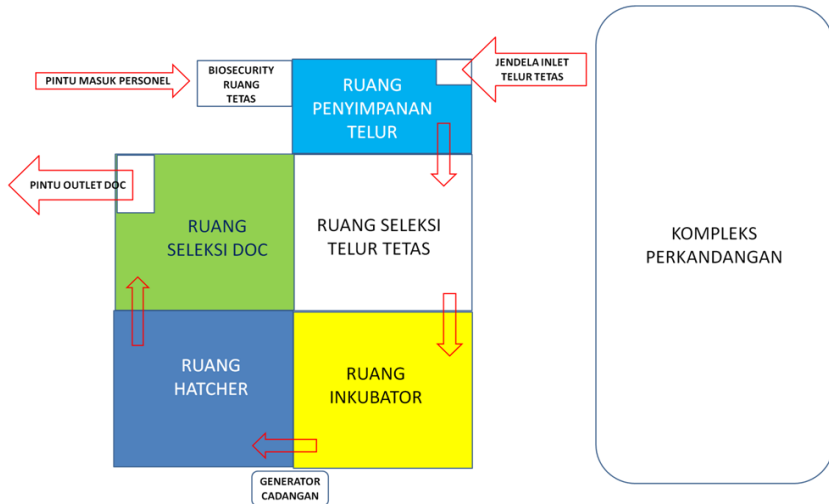 PINTU MASUK PERSONEL
BIOSECURITY
RUANG
TETAS
RUANG
PENYIMPANAN
TELUR
JENDELA INLET
TELUR TETAS
PINTU OUTLET DOC
RUANG
SELEKSI DOC
RUANG SELEKSI
TELUR TETAS
KOMPLEKS
PERKANDANGAN
RUANG
HATCHER
RUANG
INKUBATOR
GENERATOR
CADANGAN